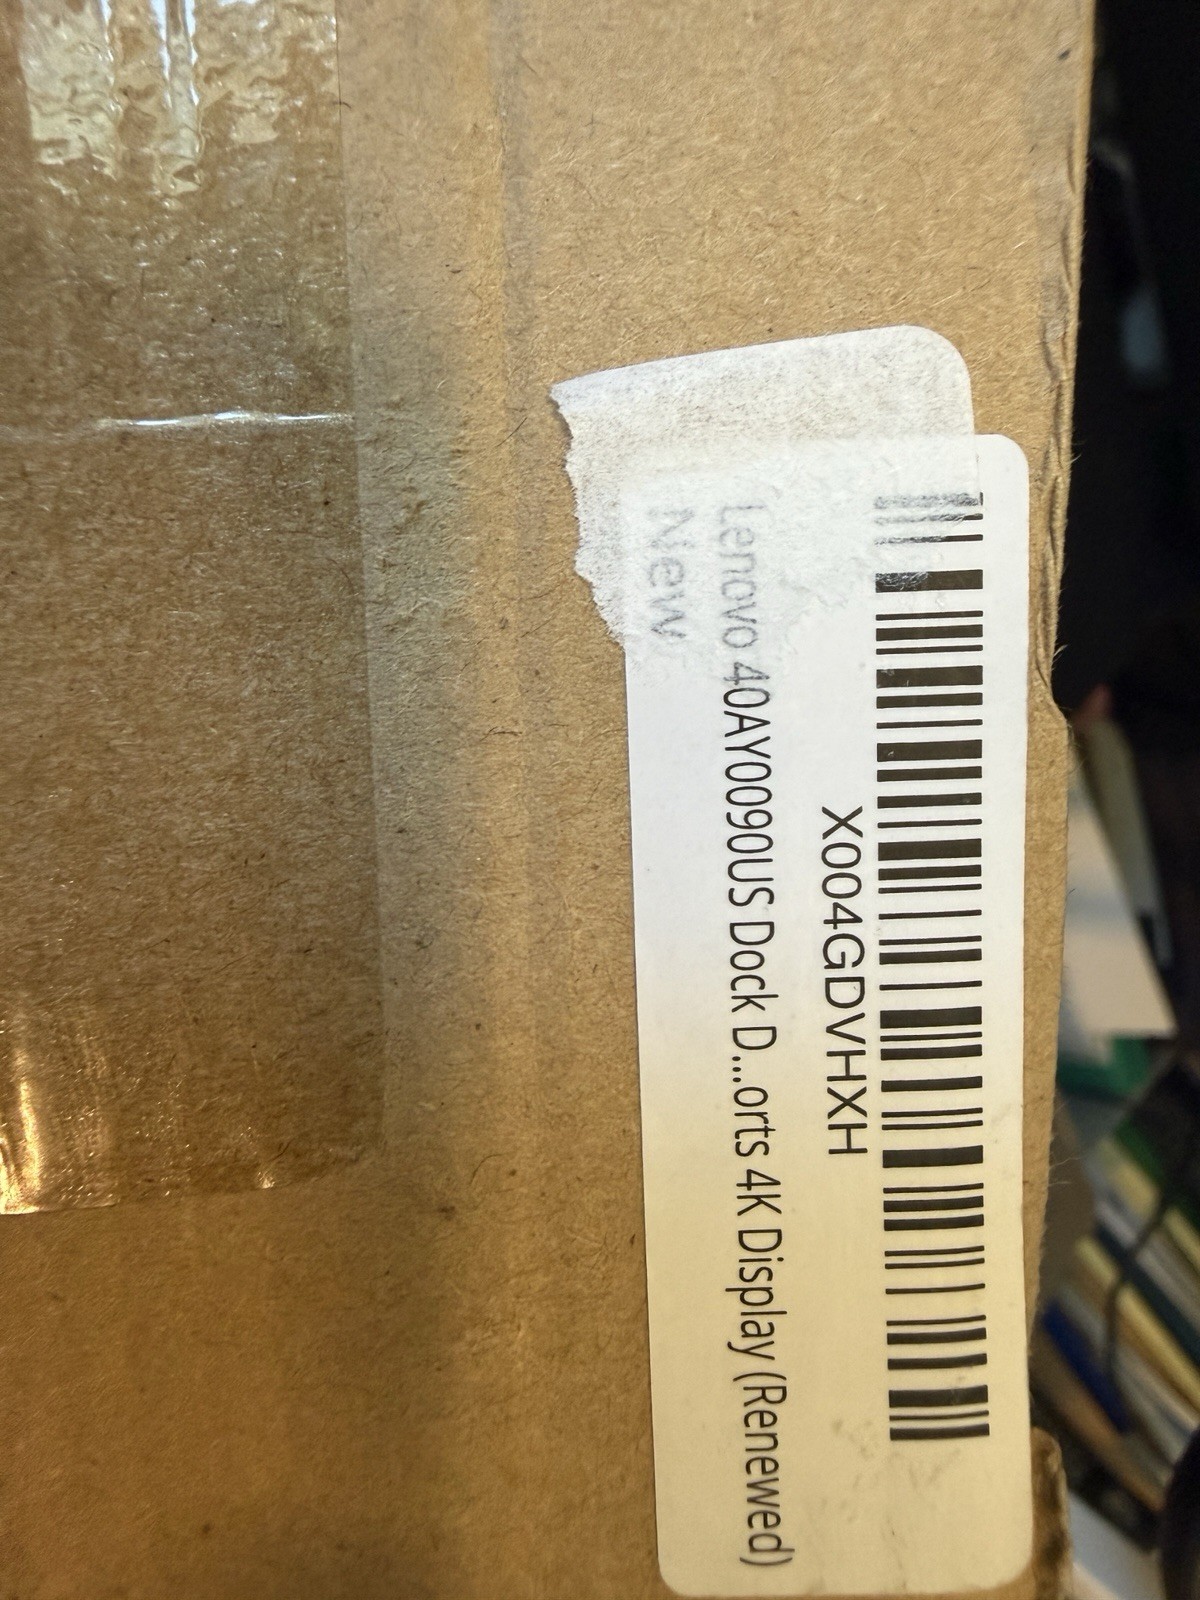 X004GDVHXH
Lenovo 40AY0090US Dock D...orts 4K Display (Renewed)
New